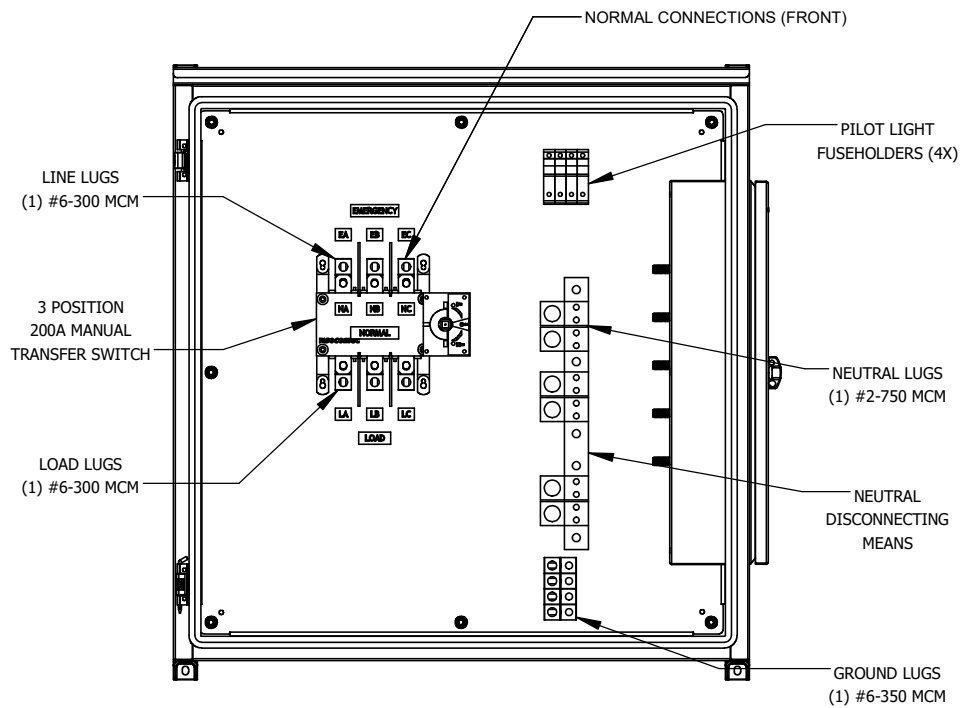 NORMAL CONNECTIONS (FRONT)
PILOT LIGHT
FUSEHOLDERS (4X)
LINE LUGS
(1) #6-300 MCM
EMERGENCY
EA EB EC
3 POSITION
200A MANUAL
TRANSFER SWITCH
NA NB NC
NORMAL
NEUTRAL LUGS
(1) #2-750 MCM
LA LB LC
LOAD
LOAD LUGS
(1) #6-300 MCM
NEUTRAL
DISCONNECTING
MEANS
GROUND LUGS
(1) #6-350 MCM